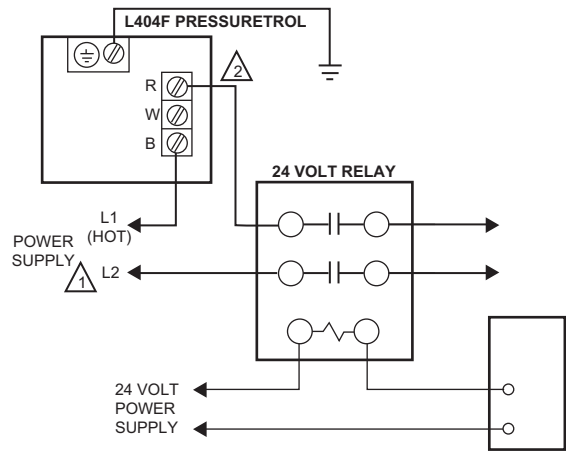 L404F PRESSURETROL
R
2
W
B
24 VOLT RELAY
L1
(HOT)
POWER
SUPPLY
1
L2
24 VOLT
POWER
SUPPLY